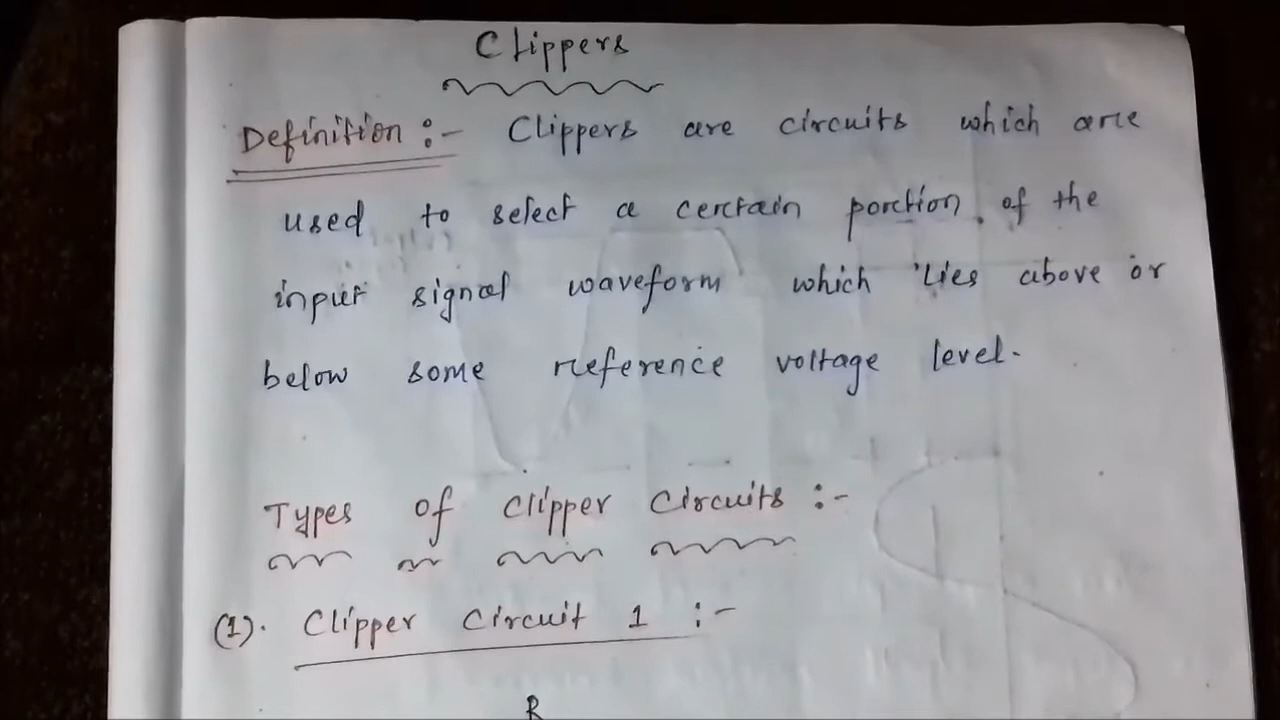 Clippers
Definition :- Clippers are circuits which are
used to select a certain portion of the
input signal waveform which lies above or
below some reference voltage level.
Types of Clipper Circuits :-
(1). Clipper Circuit 1 :-
R